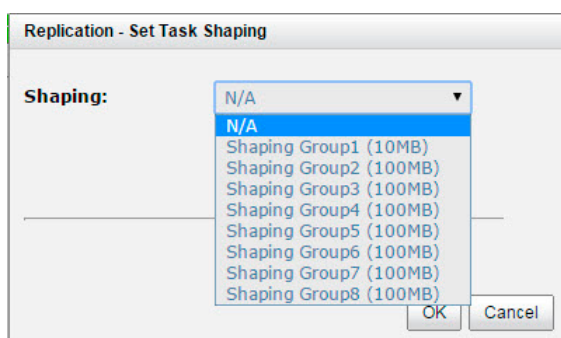 Replication - Set Task Shaping
Shaping:
N/A
N/A
Shaping Group1 (10MB)
Shaping Group2 (100MB)
Shaping Group3 (100MB)
Shaping Group4 (100MB)
Shaping Group5 (100MB)
Shaping Group6 (100MB)
Shaping Group7 (100MB)
Shaping Group8 (100MB)
OK
Cancel